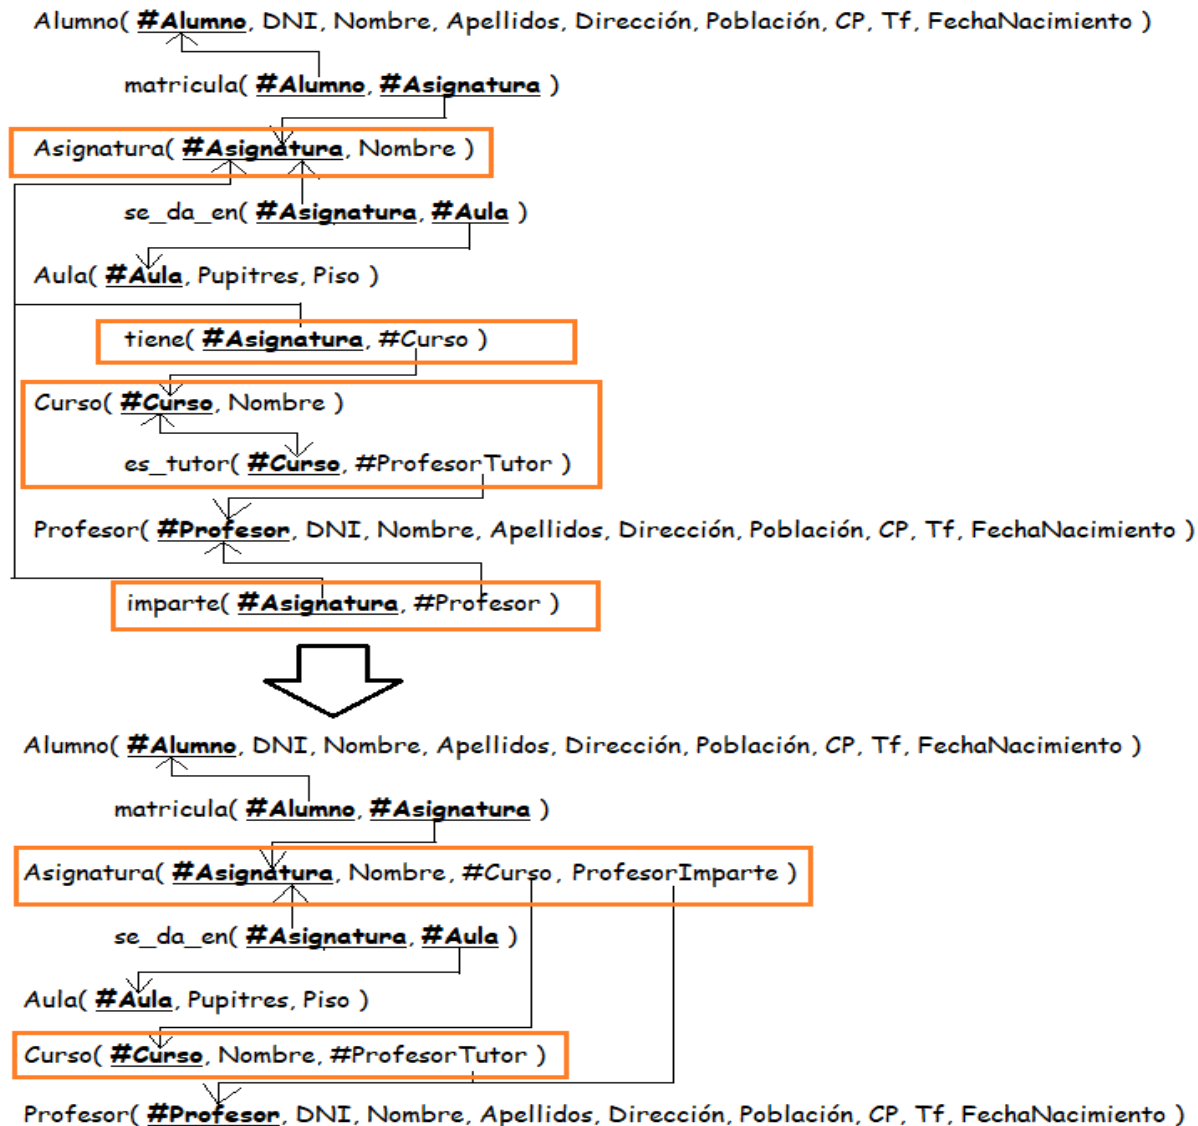 Alumno( #Alumno, DNI, Nombre, Apellidos, Dirección, Población, CP, Tf, FechaNacimiento )
matricula( #Alumno, #Asignatura )
Asignatura( #Asignatura, Nombre )
se_da_en( #Asignatura, #Aula )
Aula( #Aula, Pupitres, Piso )
tiene( #Asignatura, #Curso )
Curso( #Curso, Nombre )
es_tutor( #Curso, #ProfesorTutor )
Profesor( #Profesor, DNI, Nombre, Apellidos, Dirección, Población, CP, Tf, FechaNacimiento )
imparte( #Asignatura, #Profesor )
Alumno( #Alumno, DNI, Nombre, Apellidos, Dirección, Población, CP, Tf, FechaNacimiento )
matricula( #Alumno, #Asignatura )
Asignatura( #Asignatura, Nombre, #Curso, ProfesorImparte )
se_da_en( #Asignatura, #Aula )
Aula( #Aula, Pupitres, Piso )
Curso( #Curso, Nombre, #ProfesorTutor )
Profesor( #Profesor, DNI, Nombre, Apellidos, Dirección, Población, CP, Tf, FechaNacimiento )